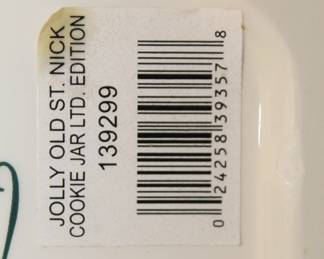 JOLLY OLD ST. NICK
COOKIE JAR LTD. EDITION
139299
0 24258 39357 8